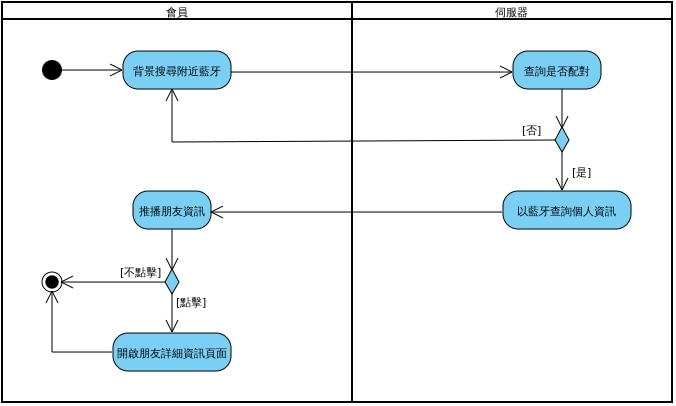 會員
伺服器
背景搜尋附近藍牙
查詢是否配對
[否]
[是]
推播朋友資訊
以藍牙查詢個人資訊
[不點擊]
[點擊]
開啟朋友詳細資訊頁面